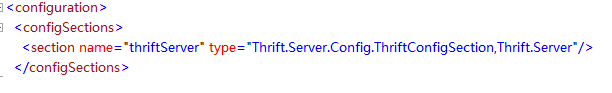 <configuration>
<configSections>
<section name="thriftServer" type="Thrift.Server.Config.ThriftConfigSection,Thrift.Server"/>
</configSections>